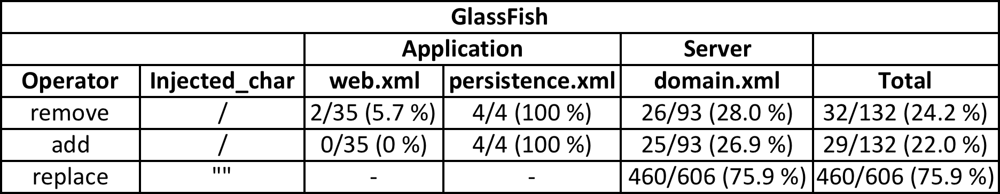 GlassFish
Application Server
Operator Injected_char web.xml persistence.xml domain.xml Total
remove / 2/35 (5.7 %) 4/4 (100 %) 26/93 (28.0 %) 32/132 (24.2 %)
add / 0/35 (0 %) 4/4 (100 %) 25/93 (26.9 %) 29/132 (22.0 %)
replace "" - - 460/606 (75.9 %) 460/606 (75.9 %)